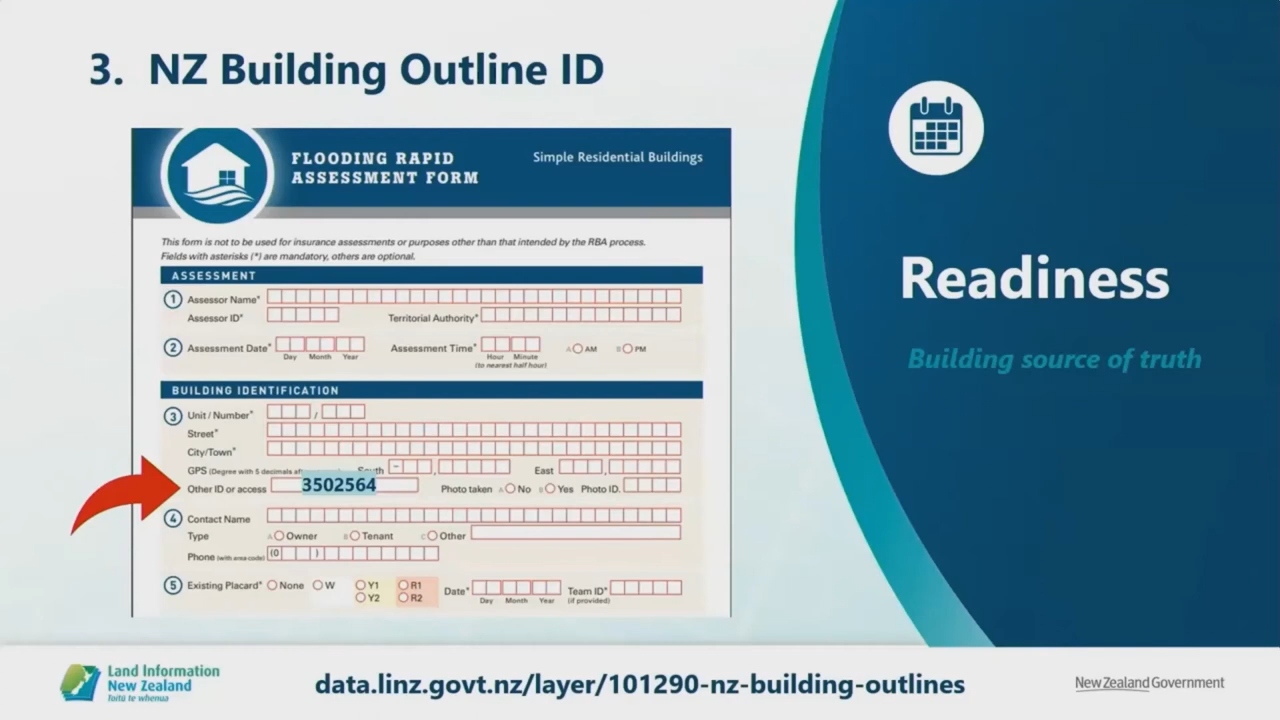 3. NZ Building Outline ID
FLOODING RAPID
ASSESSMENT FORM
Simple Residential Buildings
This form is not to be used for insurance assessments or purposes other than that intended by the RBA process.
Fields with asterisks (*) are mandatory, others are optional.
ASSESSMENT
1 Assessor Name*
Assessor ID* Territorial Authority*
2 Assessment Date* Assessment Time* A AM B PM
Day Month Year Hour Minute
(to nearest half hour)
BUILDING IDENTIFICATION
3 Unit / Number* /
Street*
City/Town*
GPS (Degree with 5 decimals South − East
Other ID or access 3502564 Photo taken A No B Yes Photo ID.
4 Contact Name
Type A Owner B Tenant C Other
Phone (with area code) (0 )
5 Existing Placard* None W Y1 R1 Date* Team ID*
Y2 R2 Day Month Year (if provided)
Readiness
Building source of truth
Land Information
New Zealand
Toitū te whenua
data.linz.govt.nz/layer/101290-nz-building-outlines
New Zealand Government